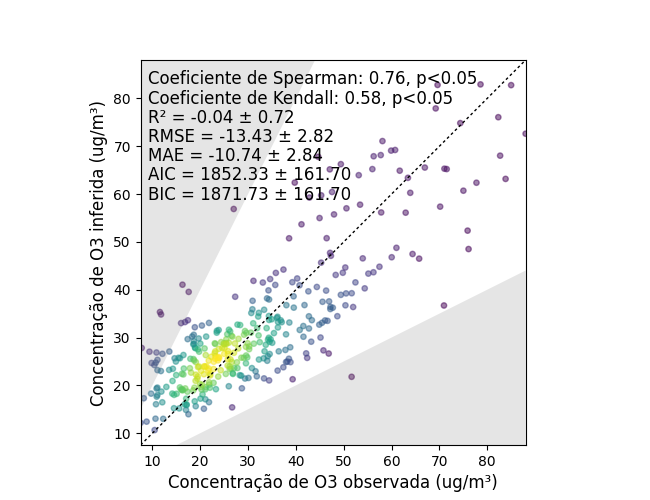 Coeficiente de Spearman: 0.76, p<0.05
Coeficiente de Kendall: 0.58, p<0.05
R² = -0.04 ± 0.72
RMSE = -13.43 ± 2.82
MAE = -10.74 ± 2.84
AIC = 1852.33 ± 161.70
BIC = 1871.73 ± 161.70
Concentração de O3 inferida (ug/m³)
80
70
60
50
40
30
20
10
10 20 30 40 50 60 70 80
Concentração de O3 observada (ug/m³)